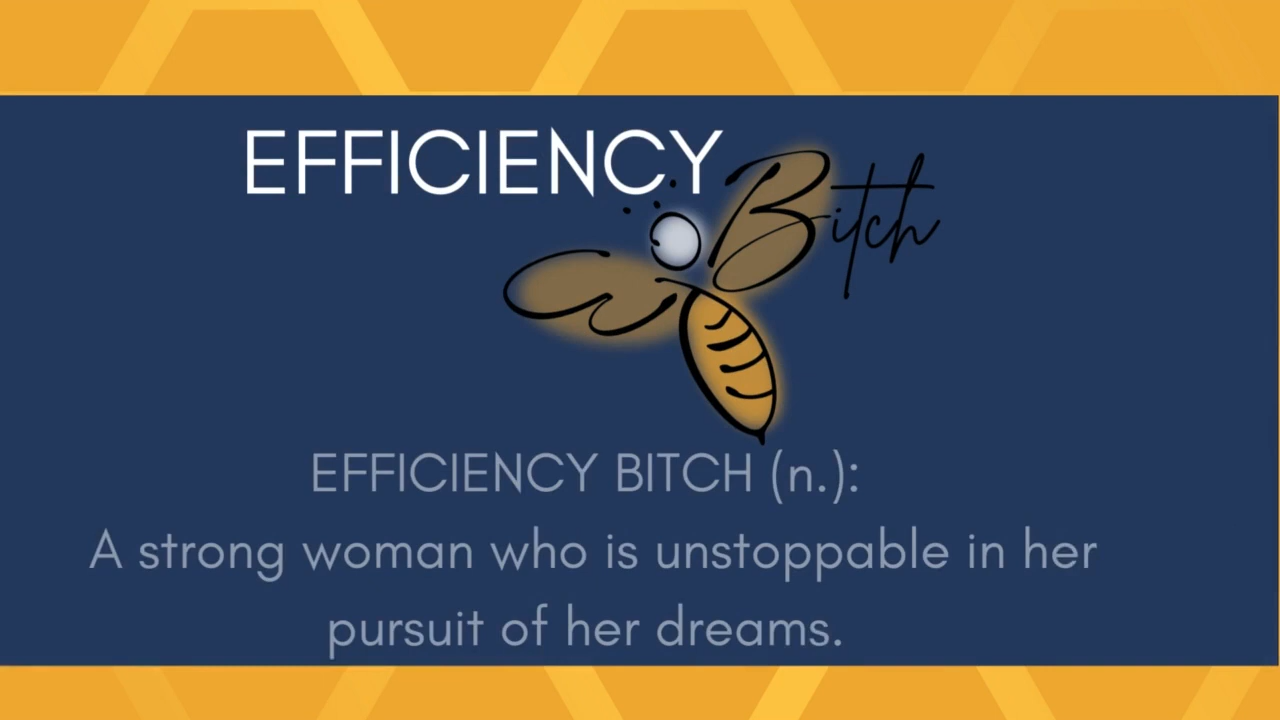 EFFICIENCY
Bitch
EFFICIENCY BITCH (n.):
A strong woman who is unstoppable in her
pursuit of her dreams.